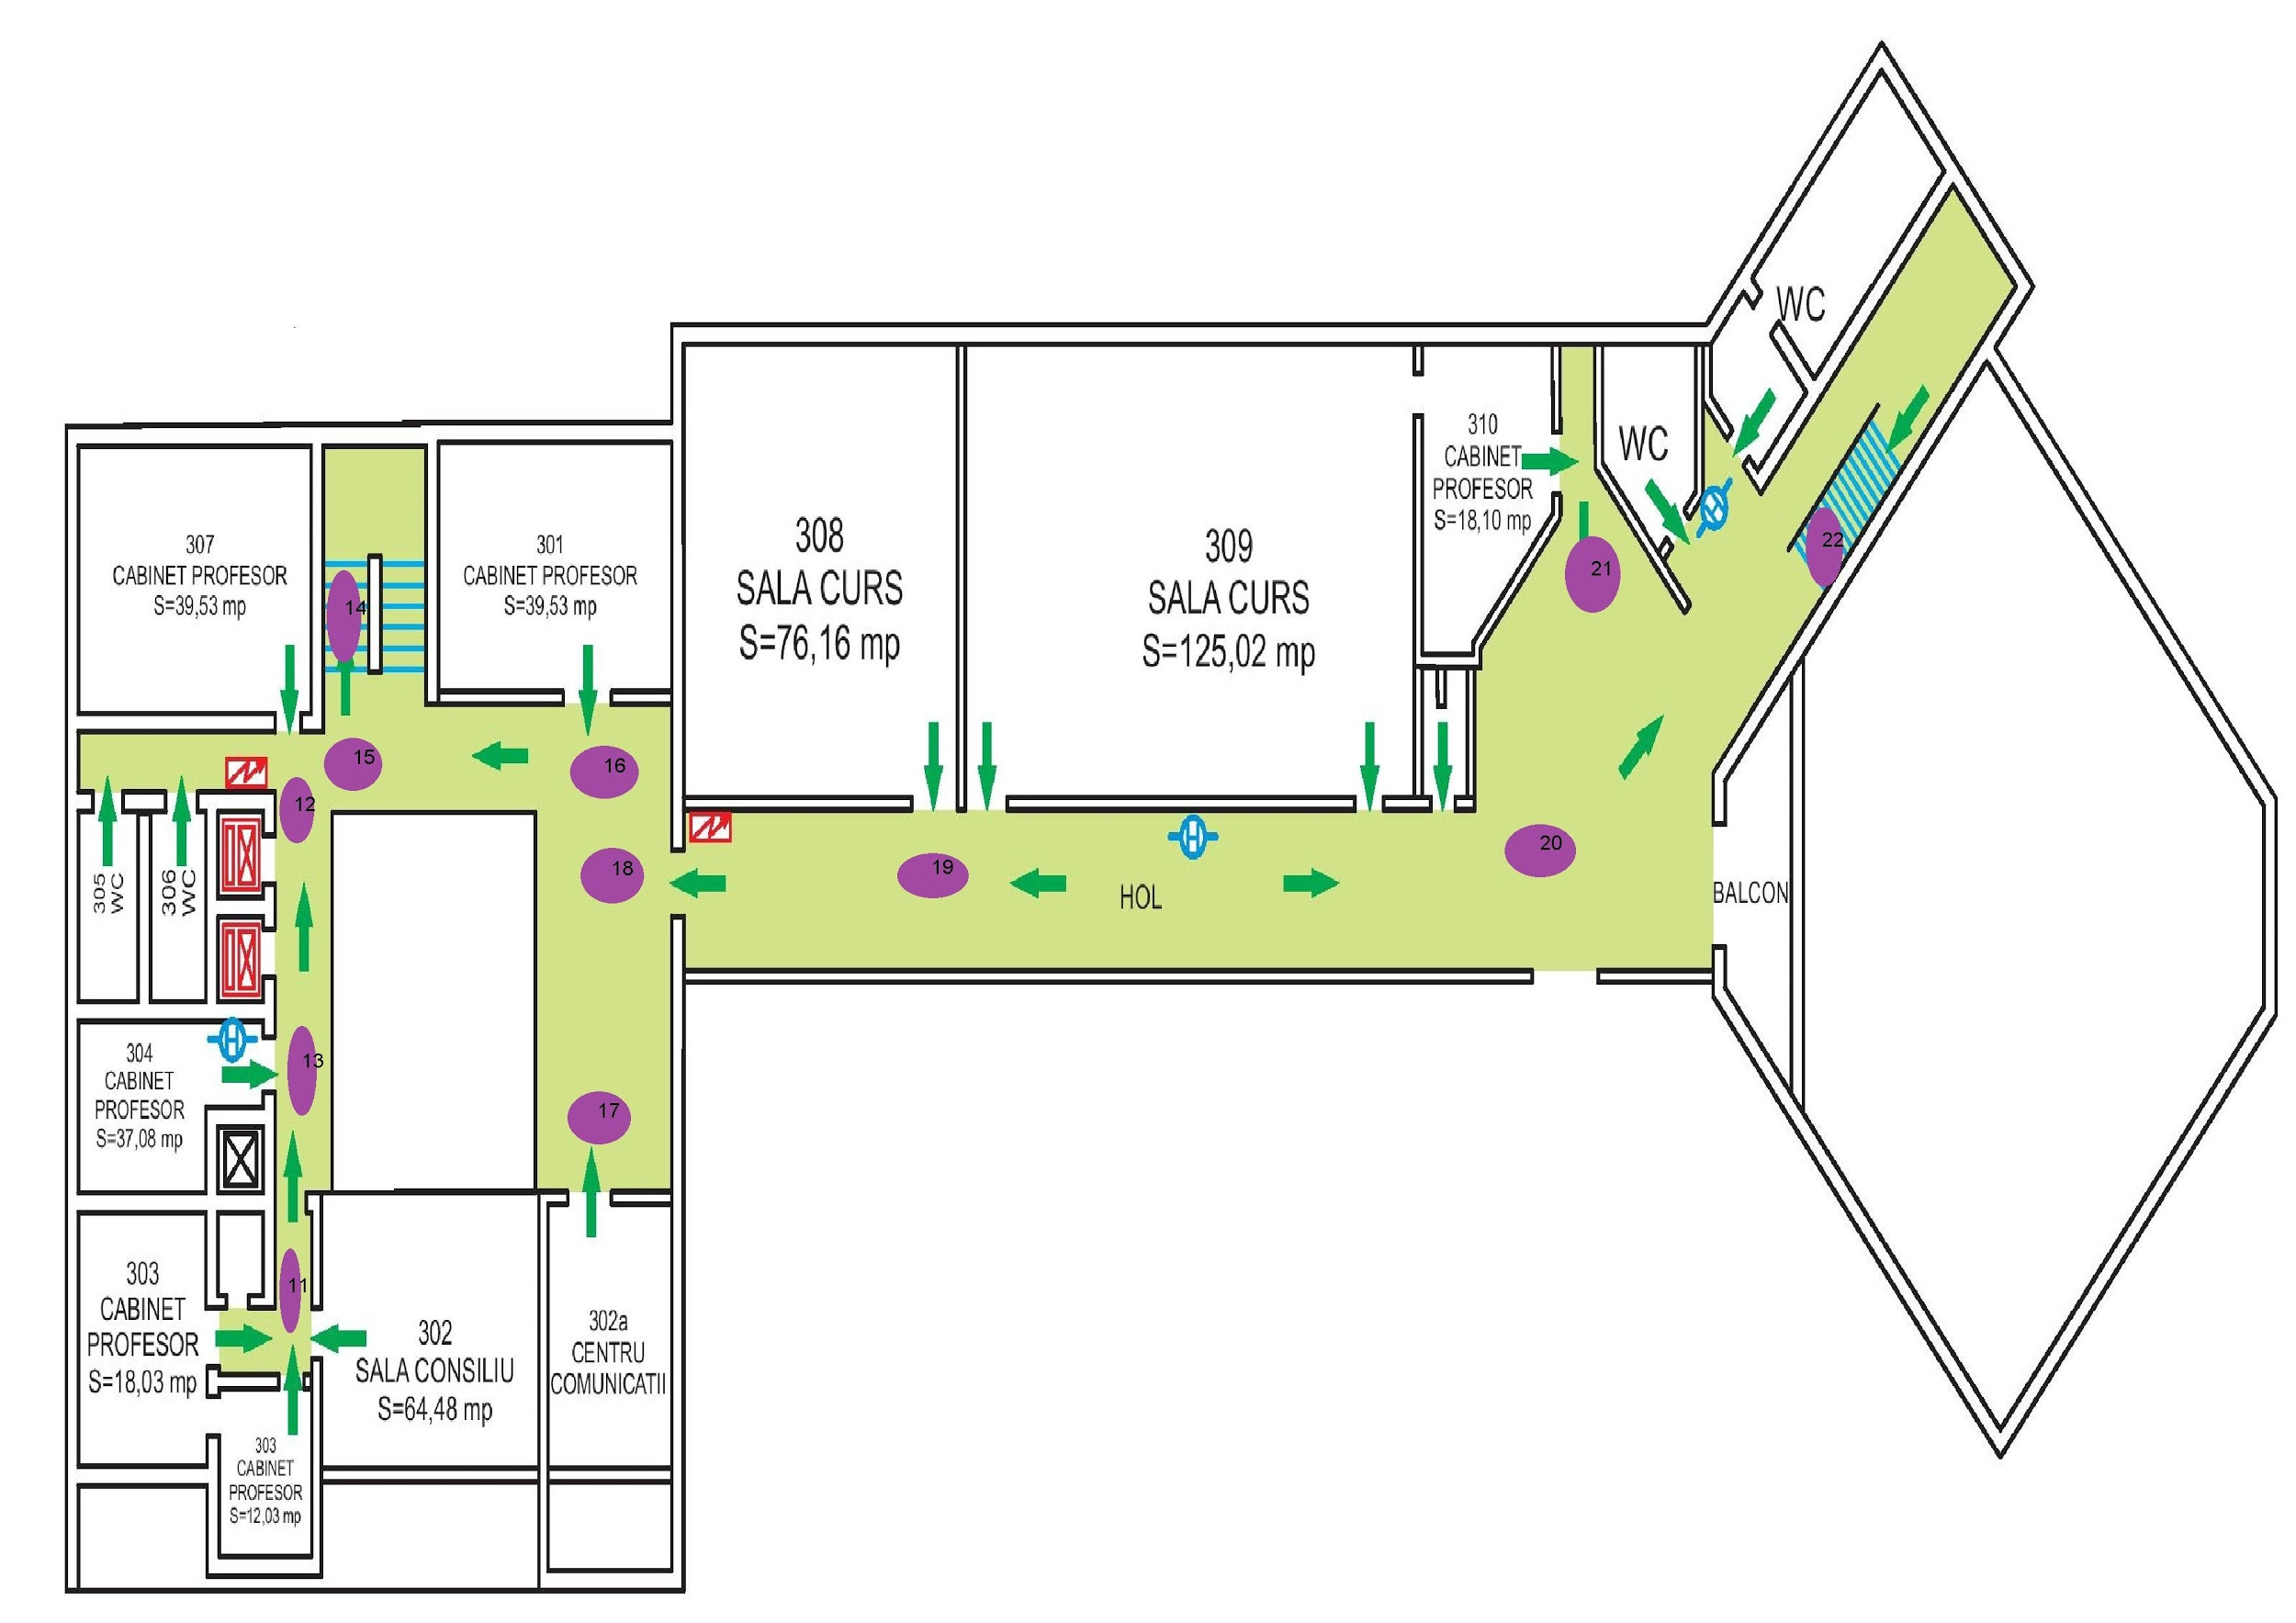 WC
308
SALA CURS
S=76,16 mp
309
SALA CURS
S=125,02 mp
310
CABINET
PROFESOR
S=18,10 mp
WC
307
CABINET PROFESOR
S=39,53 mp
14
301
CABINET PROFESOR
S=39,53 mp
21
22
15
16
12
18
19
20
HOL
BALCON
305
WC
306
WC
H
H
H
304
CABINET
PROFESOR
S=37,08 mp
13
17
11
303
CABINET
PROFESOR
S=18,03 mp
302
SALA CONSILIU
S=64,48 mp
302a
CENTRU
COMUNICATII
303
CABINET
PROFESOR
S=12,03 mp